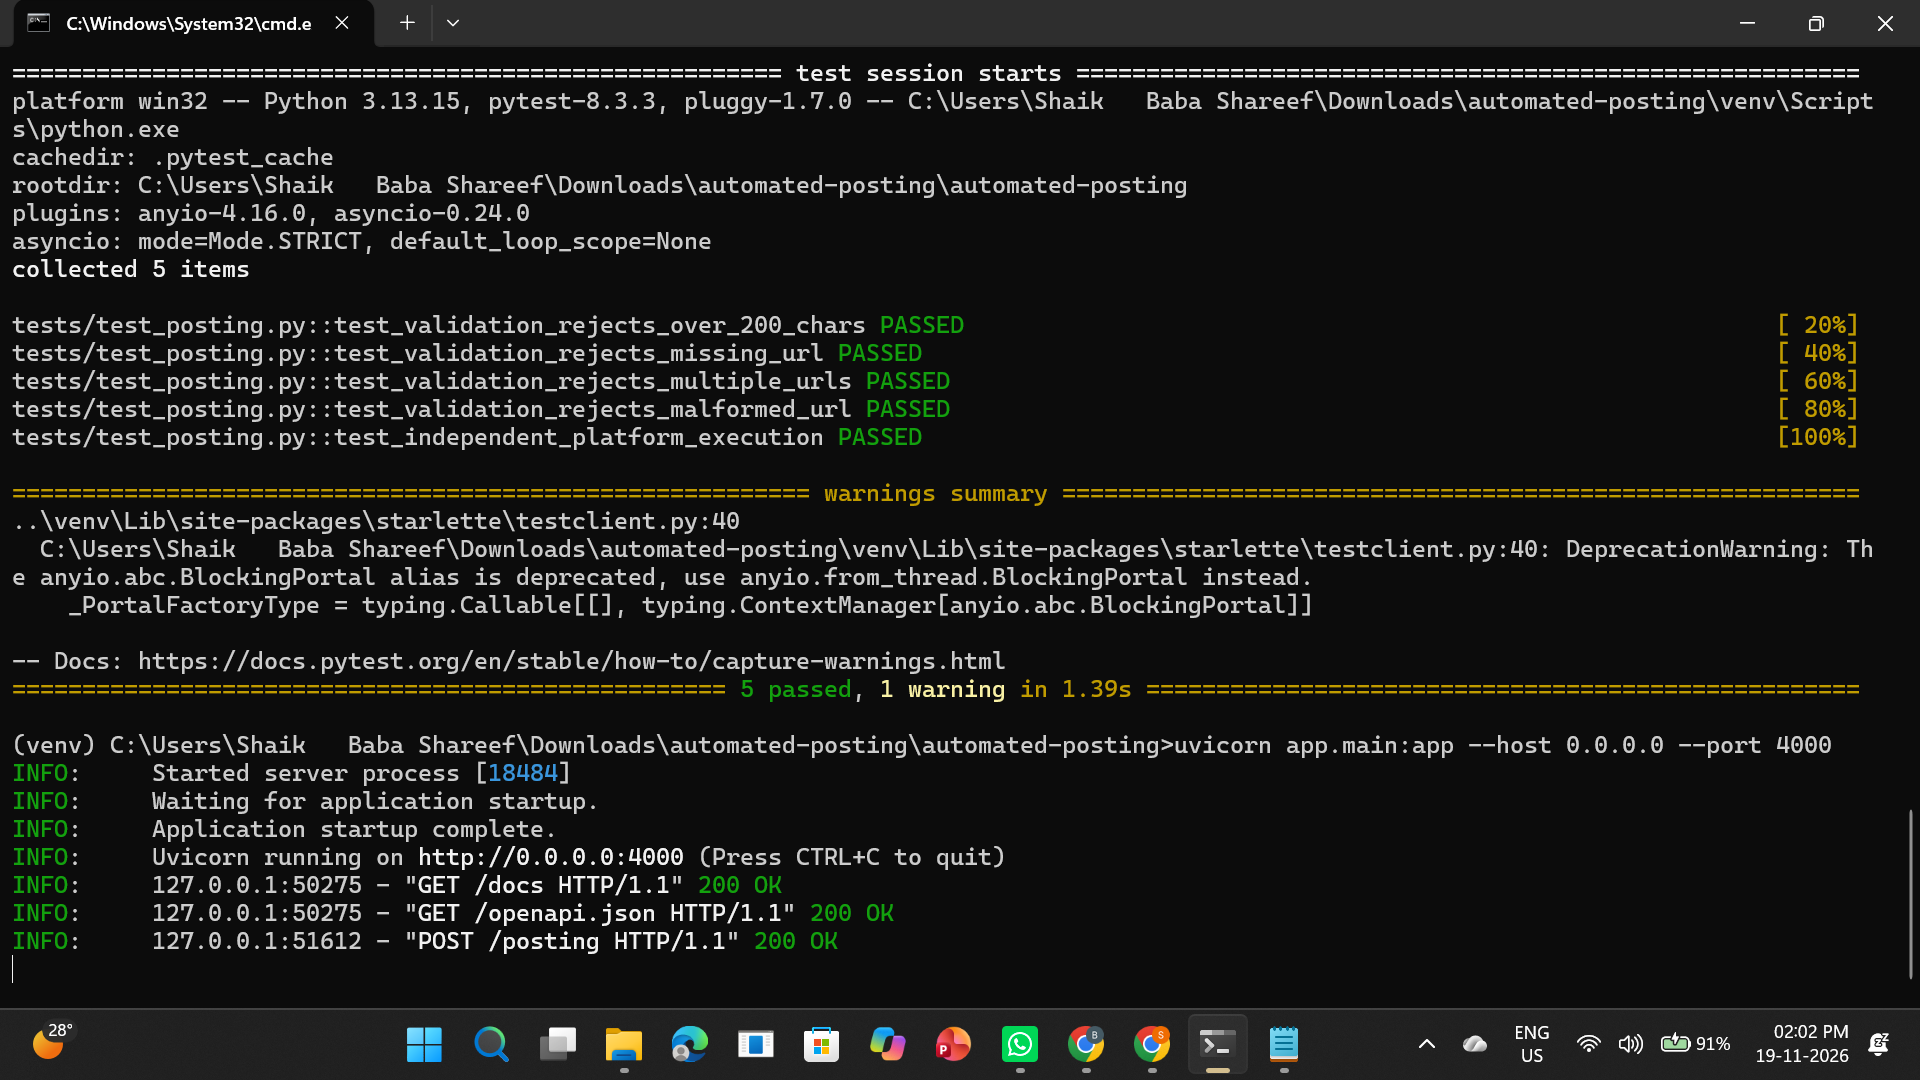 C:\Windows\System32\cmd.e
======================================================= test session starts ========================================================
platform win32 -- Python 3.13.15, pytest-8.3.3, pluggy-1.7.0 -- C:\Users\Shaik   Baba Shareef\Downloads\automated-posting\venv\Script
s\python.exe
cachedir: .pytest_cache
rootdir: C:\Users\Shaik   Baba Shareef\Downloads\automated-posting\automated-posting
plugins: anyio-4.16.0, asyncio-0.24.0
asyncio: mode=Mode.STRICT, default_loop_scope=None
collected 5 items
tests/test_posting.py::test_validation_rejects_over_200_chars PASSED [ 20%]
tests/test_posting.py::test_validation_rejects_missing_url PASSED [ 40%]
tests/test_posting.py::test_validation_rejects_multiple_urls PASSED [ 60%]
tests/test_posting.py::test_validation_rejects_malformed_url PASSED [ 80%]
tests/test_posting.py::test_independent_platform_execution PASSED [100%]
========================================================= warnings summary =========================================================
..\venv\Lib\site-packages\starlette\testclient.py:40
  C:\Users\Shaik   Baba Shareef\Downloads\automated-posting\venv\Lib\site-packages\starlette\testclient.py:40: DeprecationWarning: Th
e anyio.abc.BlockingPortal alias is deprecated, use anyio.from_thread.BlockingPortal instead.
    _PortalFactoryType = typing.Callable[[], typing.ContextManager[anyio.abc.BlockingPortal]]
-- Docs: https://docs.pytest.org/en/stable/how-to/capture-warnings.html
=================================================== 5 passed, 1 warning in 1.39s ===================================================
(venv) C:\Users\Shaik   Baba Shareef\Downloads\automated-posting\automated-posting>uvicorn app.main:app --host 0.0.0.0 --port 4000
INFO:     Started server process [18484]
INFO:     Waiting for application startup.
INFO:     Application startup complete.
INFO:     Uvicorn running on http://0.0.0.0:4000 (Press CTRL+C to quit)
INFO:     127.0.0.1:50275 - "GET /docs HTTP/1.1" 200 OK
INFO:     127.0.0.1:50275 - "GET /openapi.json HTTP/1.1" 200 OK
INFO:     127.0.0.1:51612 - "POST /posting HTTP/1.1" 200 OK
28°
ENG
US
91%
02:02 PM
19-11-2026